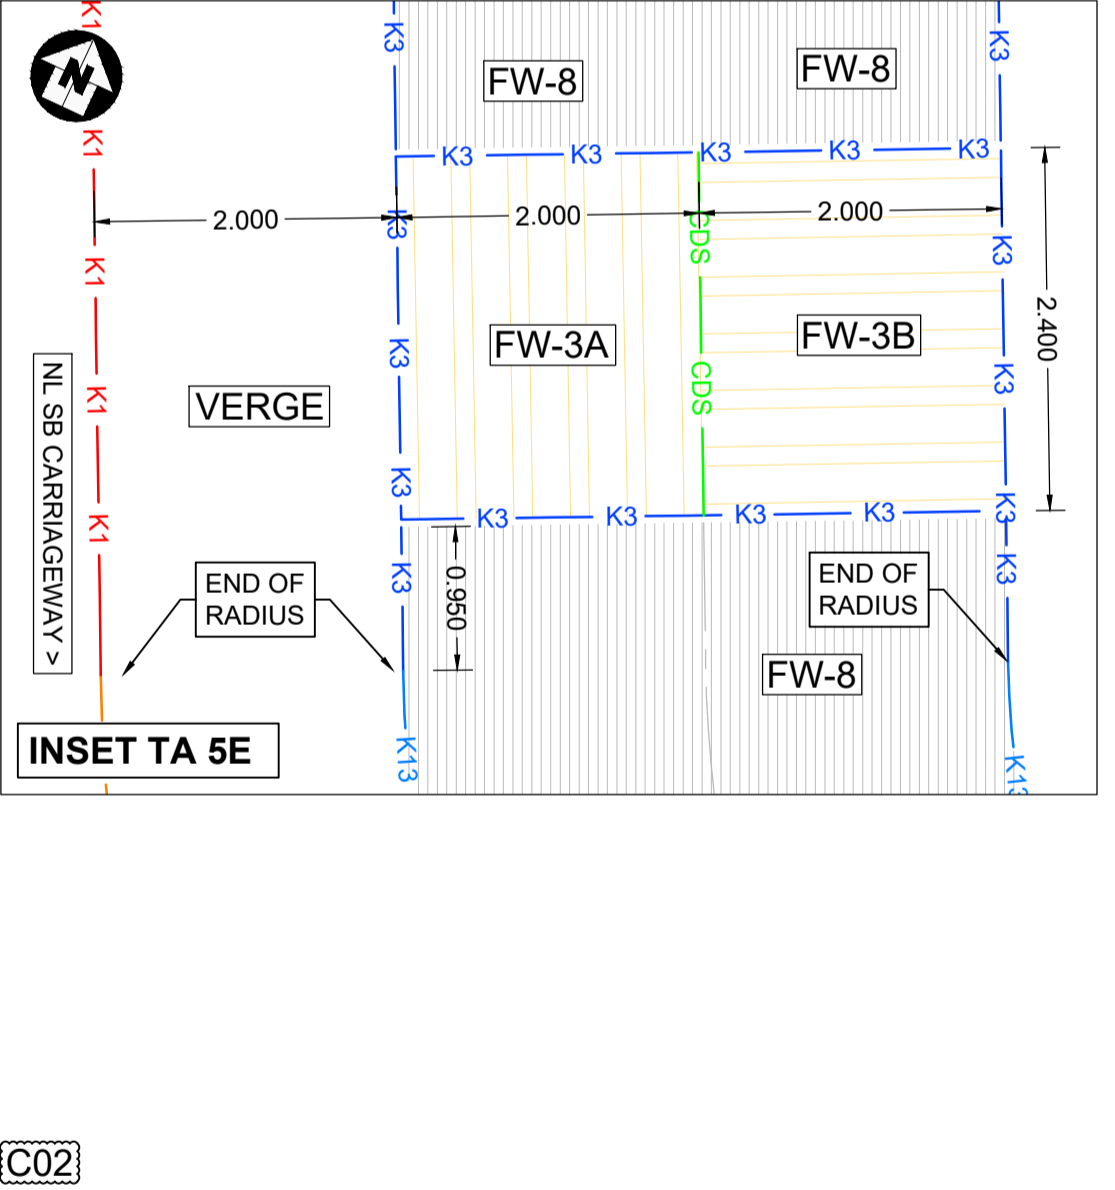 K1
K3
K3
FW-8
FW-8
N
K1
K3
K3
K3
K3
K3
2.000
2.000
2.000
K3
CDS
K3
K1
2.400
FW-3A
FW-3B
K3
CDS
K3
NL SB CARRIAGEWAY >
VERGE
K1
K3
K3
K3
K3
K3
K3
K3
K1
K3
0.950
K3
END OF
RADIUS
END OF
RADIUS
FW-8
INSET TA 5E
K13
K13
C02